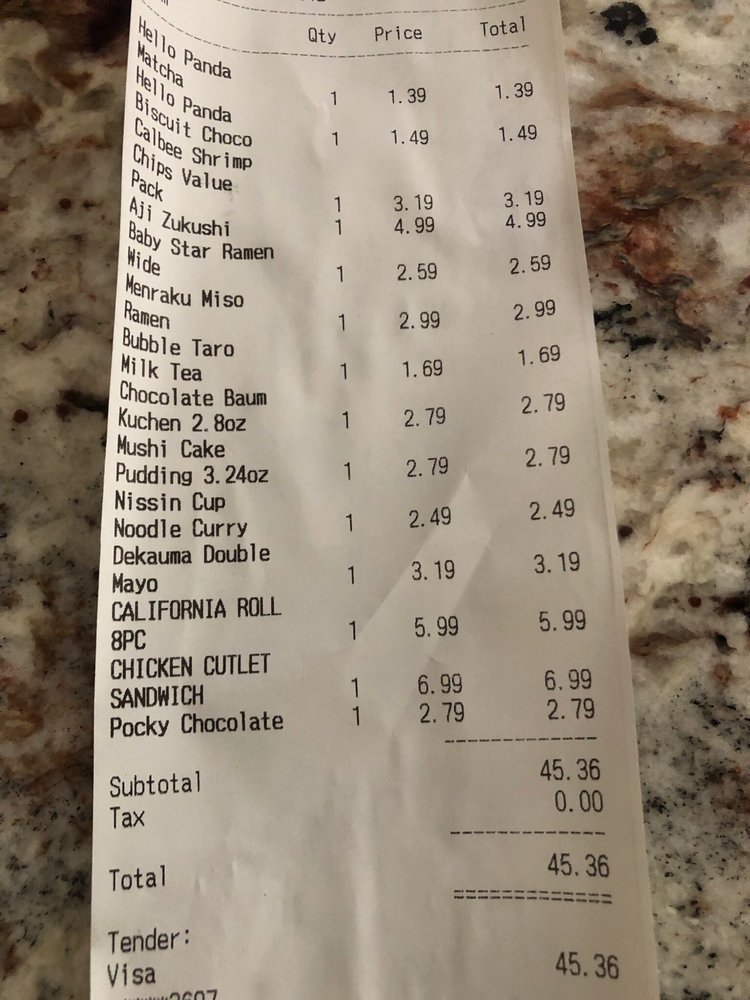 Qty Price Total
Hello Panda
Matcha 1 1.39 1.39
Hello Panda
Biscuit Choco 1 1.49 1.49
Calbee Shrimp
Chips Value
Pack 1 3.19 3.19
Aji Zukushi 1 4.99 4.99
Baby Star Ramen
Wide 1 2.59 2.59
Menraku Miso
Ramen 1 2.99 2.99
Bubble Taro
Milk Tea 1 1.69 1.69
Chocolate Baum
Kuchen 2.8oz 1 2.79 2.79
Mushi Cake
Pudding 3.24oz 1 2.79 2.79
Nissin Cup
Noodle Curry 1 2.49 2.49
Dekauma Double
Mayo 1 3.19 3.19
CALIFORNIA ROLL
8PC 1 5.99 5.99
CHICKEN CUTLET
SANDWICH 1 6.99 6.99
Pocky Chocolate 1 2.79 2.79
Subtotal 45.36
Tax 0.00
Total 45.36
Tender:
Visa 45.36